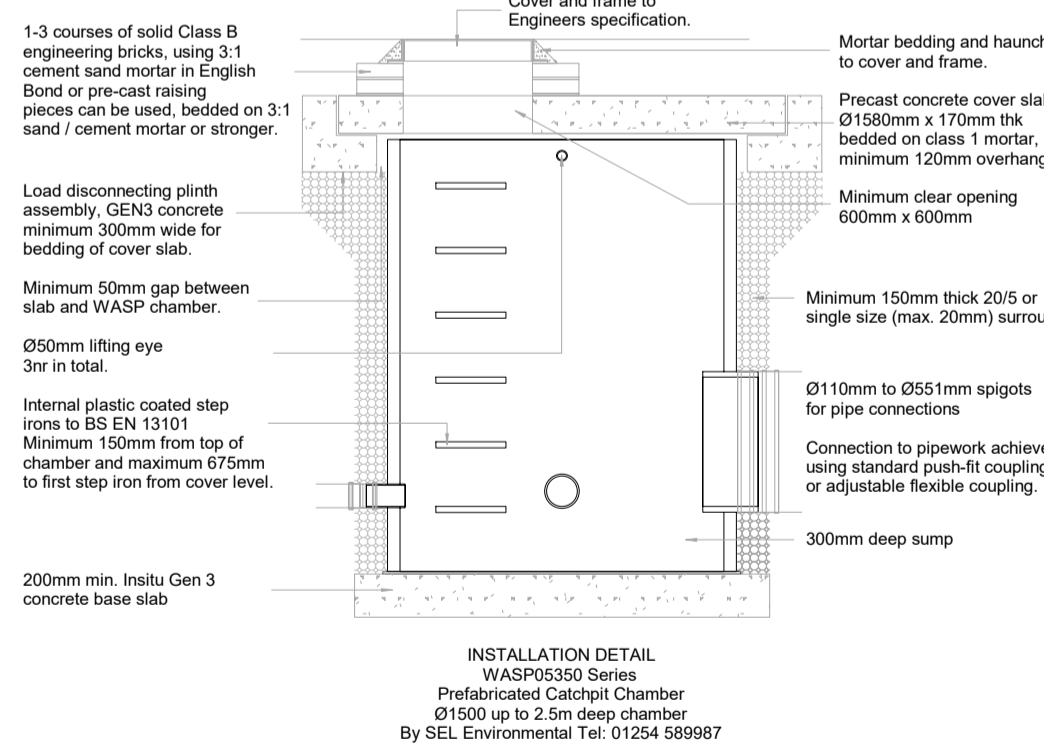 Cover and frame to
Engineers specification.
1-3 courses of solid Class B
engineering bricks, using 3:1
cement sand mortar in English
Bond or pre-cast raising
pieces can be used, bedded on 3:1
sand / cement mortar or stronger.
Load disconnecting plinth
assembly, GEN3 concrete
minimum 300mm wide for
bedding of cover slab.
Minimum 50mm gap between
slab and WASP chamber.
Ø50mm lifting eye
3nr in total.
Internal plastic coated step
irons to BS EN 13101
Minimum 150mm from top of
chamber and maximum 675mm
to first step iron from cover level.
200mm min. Insitu Gen 3
concrete base slab
Mortar bedding and haunch
to cover and frame.
Precast concrete cover slab
Ø1580mm x 170mm thk
bedded on class 1 mortar,
minimum 120mm overhang
Minimum clear opening
600mm x 600mm
Minimum 150mm thick 20/5 or
single size (max. 20mm) surrou
Ø110mm to Ø551mm spigots
for pipe connections
Connection to pipework achieve
using standard push-fit coupling
or adjustable flexible coupling.
300mm deep sump
INSTALLATION DETAIL
WASP05350 Series
Prefabricated Catchpit Chamber
Ø1500 up to 2.5m deep chamber
By SEL Environmental Tel: 01254 589987